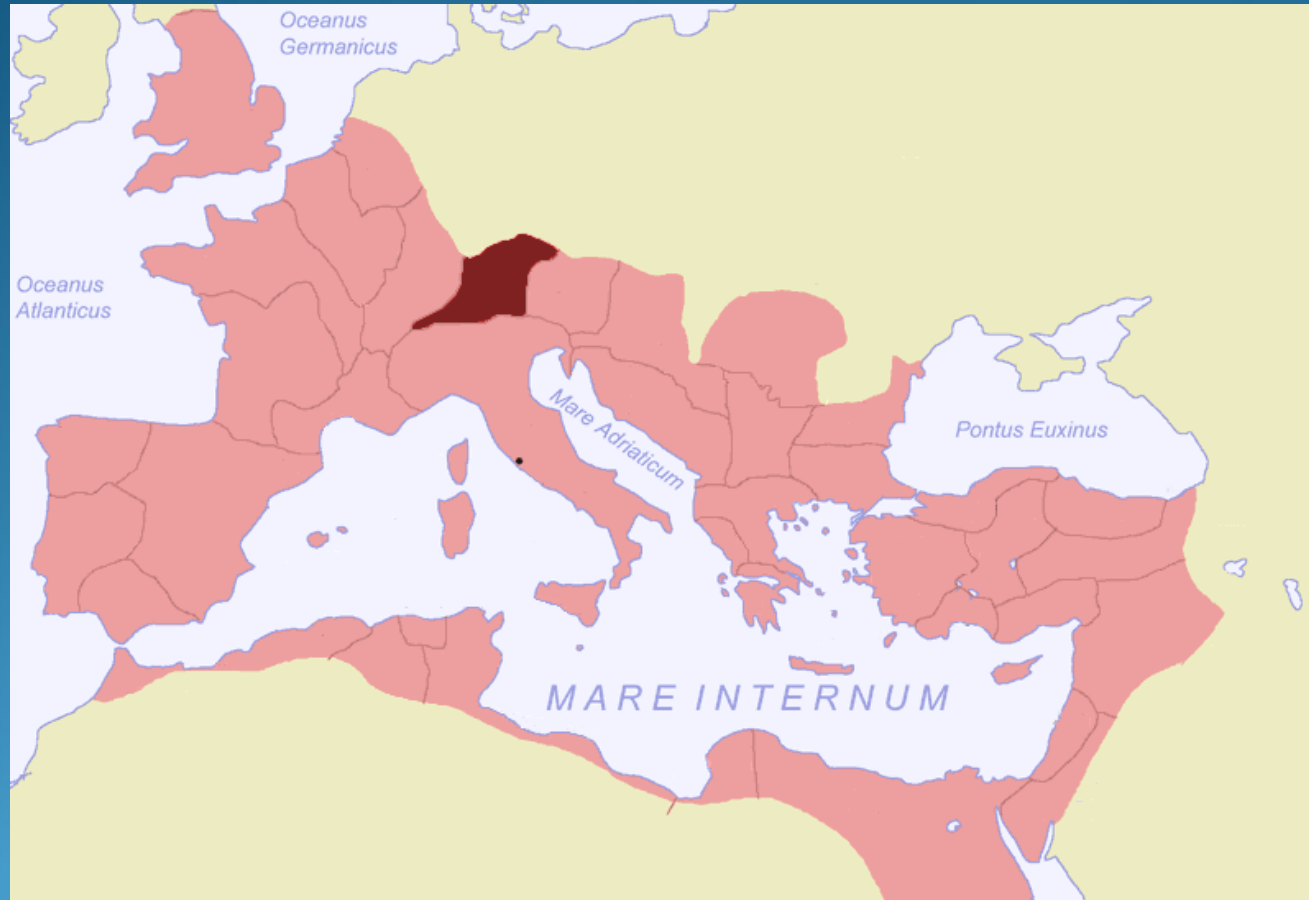 Oceanus
Germanicus
Oceanus
Atlanticus
Mare Adriaticum
Pontus Euxinus
MARE INTERNUM